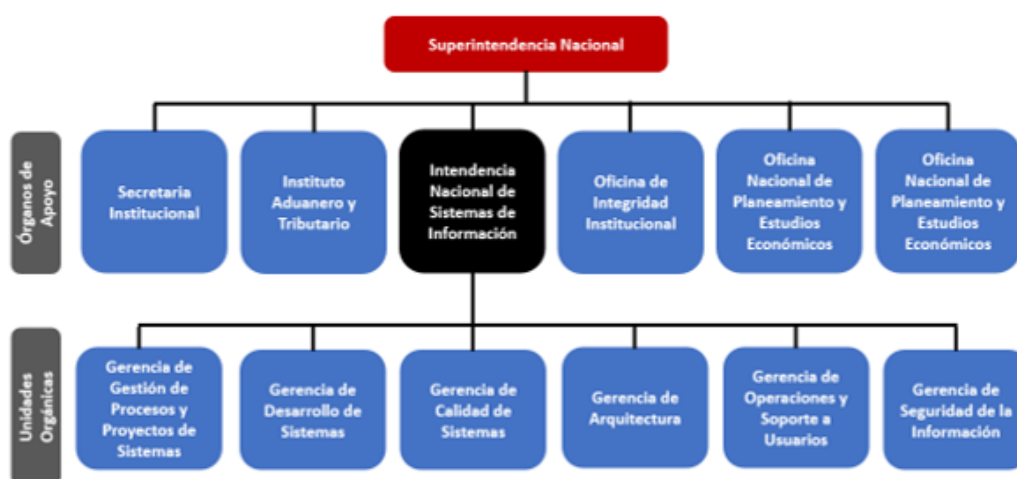 Superintendencia Nacional
Órganos de
Apoyo
Secretaria
Institucional
Instituto
Aduanero y
Tributario
Intendencia
Nacional de
Sistemas de
Información
Oficina de
Integridad
Institucional
Oficina
Nacional de
Planeamiento y
Estudios
Económicos
Oficina
Nacional de
Planeamiento y
Estudios
Económicos
Unidades
Orgánicas
Gerencia de
Gestión de
Procesos y
Proyectos de
Sistemas
Gerencia de
Desarrollo de
Sistemas
Gerencia de
Calidad de
Sistemas
Gerencia de
Arquitectura
Gerencia de
Operaciones y
Soporte a
Usuarios
Gerencia de
Seguridad de la
Información